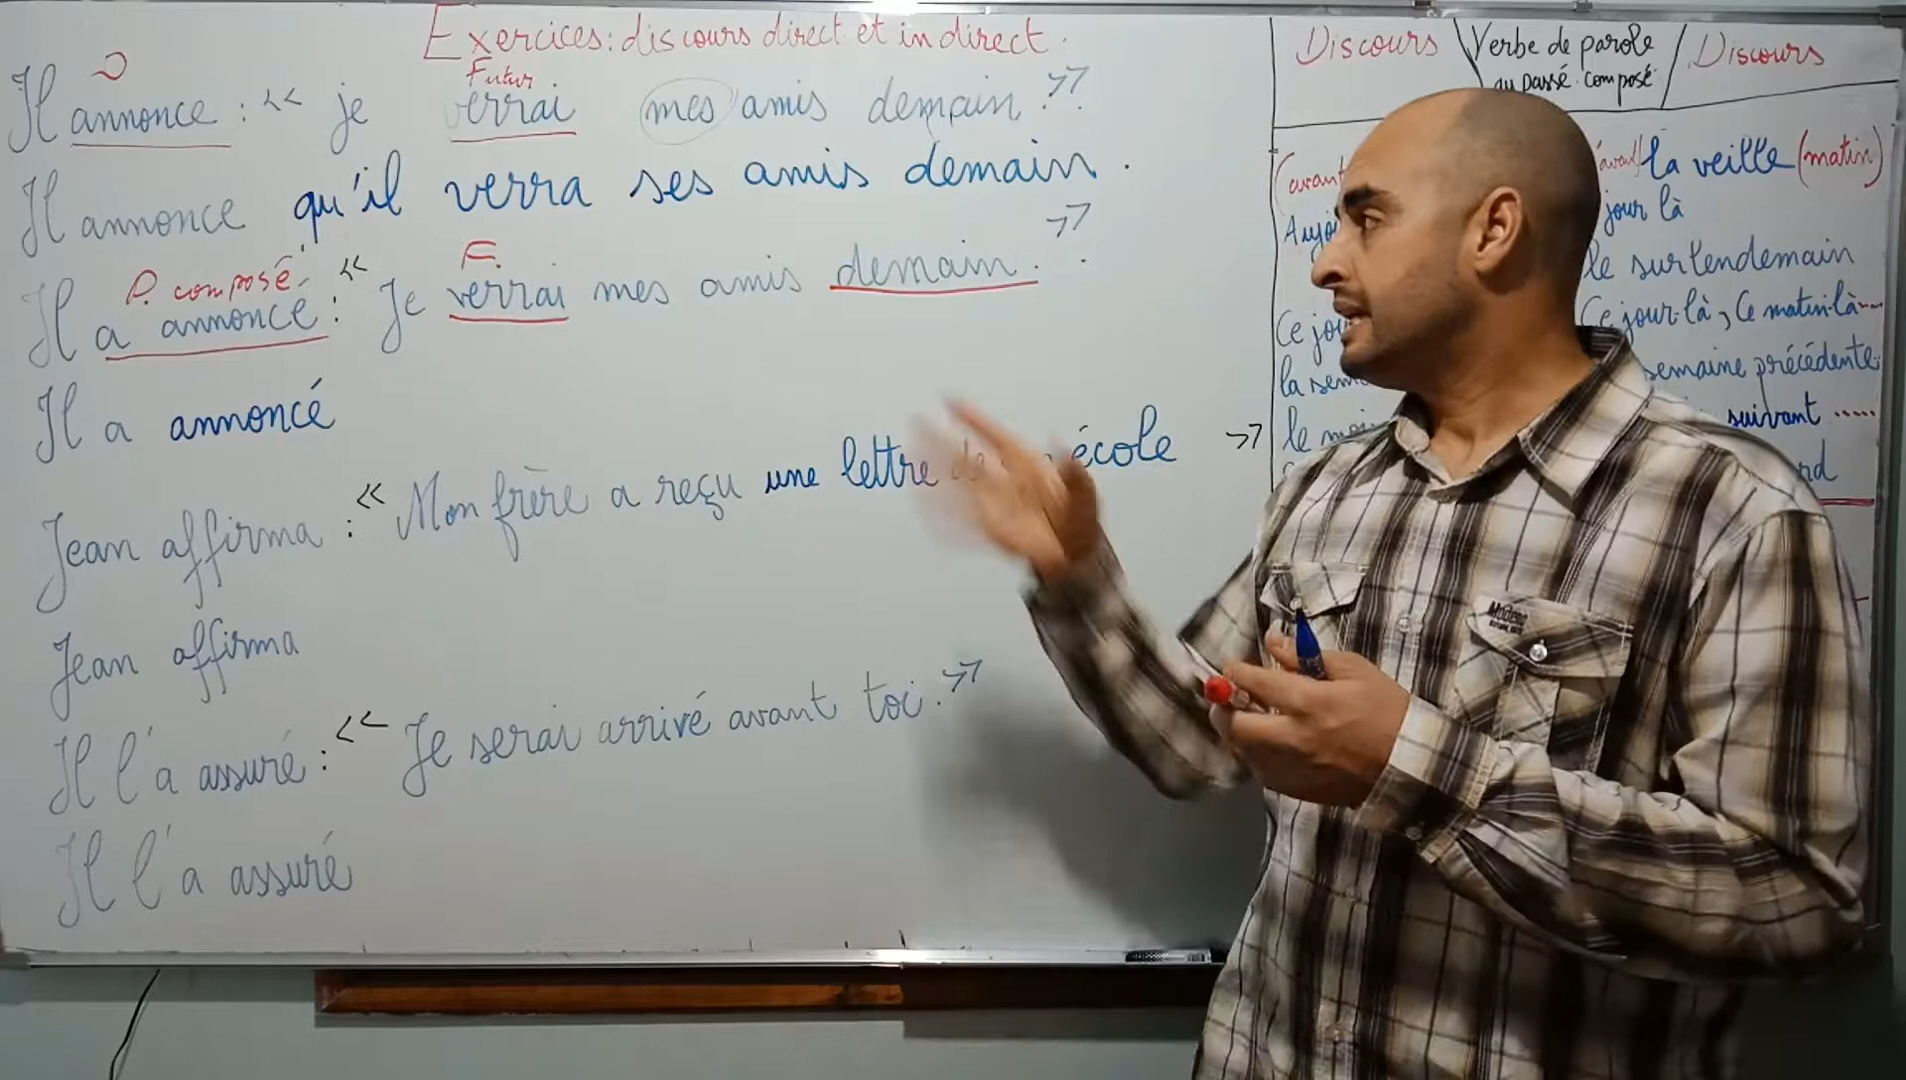 Exercices: discours direct et indirect.
Futur
Il annonce : << je verrai mes amis demain. >>
Il annonce qu'il verra ses amis demain.
P. composé F.
Il a annoncé : << Je verrai mes amis demain. >>
Il a annoncé
Jean affirma : << Mon frère a reçu une lettre école >>
Jean affirma
Il l'a assuré : << Je serai arrivé avant toi. >>
Il l'a assuré
Discours Verbe de parole au passé composé Discours
(avant la veille (matin)
jour là
le surlendemain
Ce jour-là, Ce matin-là...
la semaine précédente
le suivant .....